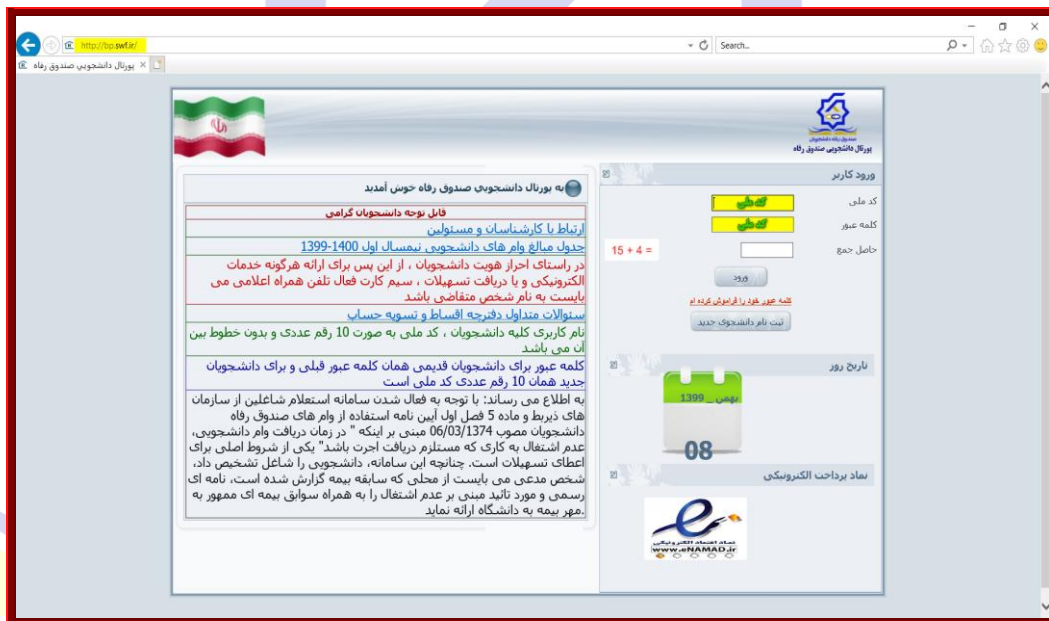 http://bp.swf.ir/
Search...
پورتال دانشجویی صندوق رفاه
صندوق رفاه دانشجویان
پورتال دانشجویی صندوق رفاه
ورود کاربر
کد ملی
کد ملی
کلمه عبور
کد ملی
حاصل جمع
15 + 4 =
ورود
کلمه عبور خود را فراموش کرده ام
ثبت نام دانشجوی جدید
تاریخ روز
بهمن _ 1399
08
نماد پرداخت الکترونیکی
نماد اعتماد الکترونیکی
www.eNAMAD.ir
به پورتال دانشجویی صندوق رفاه خوش آمدید
قابل توجه دانشجویان گرامی
ارتباط با کارشناسان و مسئولین
جدول مبالغ وام های دانشجویی نیمسال اول 1400-1399
در راستای احراز هویت دانشجویان ، از این پس برای ارائه هرگونه خدمات
الکترونیکی و یا دریافت تسهیلات ، سیم کارت فعال تلفن همراه اعلامی می
بایست به نام شخص متقاضی باشد
سئوالات متداول دفترچه اقساط و تسویه حساب
نام کاربری کلیه دانشجویان ، کد ملی به صورت 10 رقم عددی و بدون خطوط بین
آن می باشد
کلمه عبور برای دانشجویان قدیمی همان کلمه عبور قبلی و برای دانشجویان
جدید همان 10 رقم عددی کد ملی است
به اطلاع می رساند: با توجه به فعال شدن سامانه استعلام شاغلین از سازمان
های ذیربط و ماده 5 فصل اول آیین نامه استفاده از وام های صندوق رفاه
دانشجویان مصوب 06/03/1374 مبنی بر اینکه " در زمان دریافت وام دانشجویی،
عدم اشتغال به کاری که مستلزم دریافت اجرت باشد" یکی از شروط اصلی برای
اعطای تسهیلات است. چنانچه این سامانه، دانشجویی را شاغل تشخیص داد،
شخص مدعی می بایست از محلی که سابقه بیمه گزارش شده است، نامه ای
رسمی و مورد تائید مبنی بر عدم اشتغال را به همراه سوابق بیمه ای ممهور به
.مهر بیمه به دانشگاه ارائه نماید